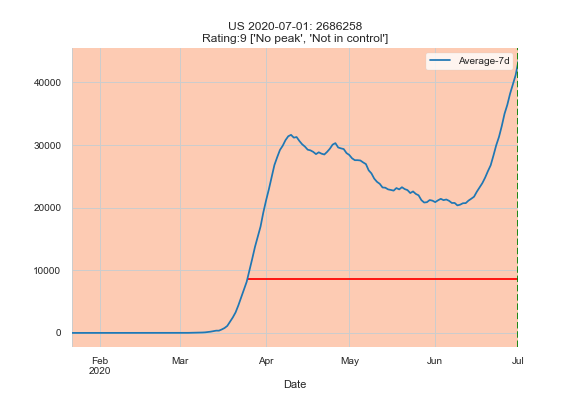 US 2020-07-01: 2686258
Rating:9 ['No peak', 'Not in control']
Average-7d
40000
30000
20000
10000
0
Feb
2020
Mar
Apr
May
Jun
Jul
Date